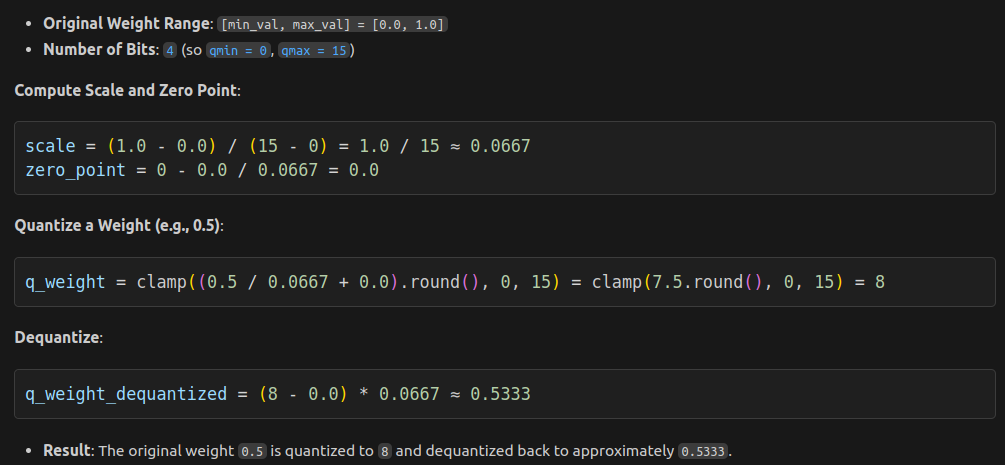 • Original Weight Range: [min_val, max_val] = [0.0, 1.0]
• Number of Bits: 4 (so qmin = 0, qmax = 15)
Compute Scale and Zero Point:
scale = (1.0 - 0.0) / (15 - 0) = 1.0 / 15 ≈ 0.0667
zero_point = 0 - 0.0 / 0.0667 = 0.0
Quantize a Weight (e.g., 0.5):
q_weight = clamp((0.5 / 0.0667 + 0.0).round(), 0, 15) = clamp(7.5.round(), 0, 15) = 8
Dequantize:
q_weight_dequantized = (8 - 0.0) * 0.0667 ≈ 0.5333
• Result: The original weight 0.5 is quantized to 8 and dequantized back to approximately 0.5333.